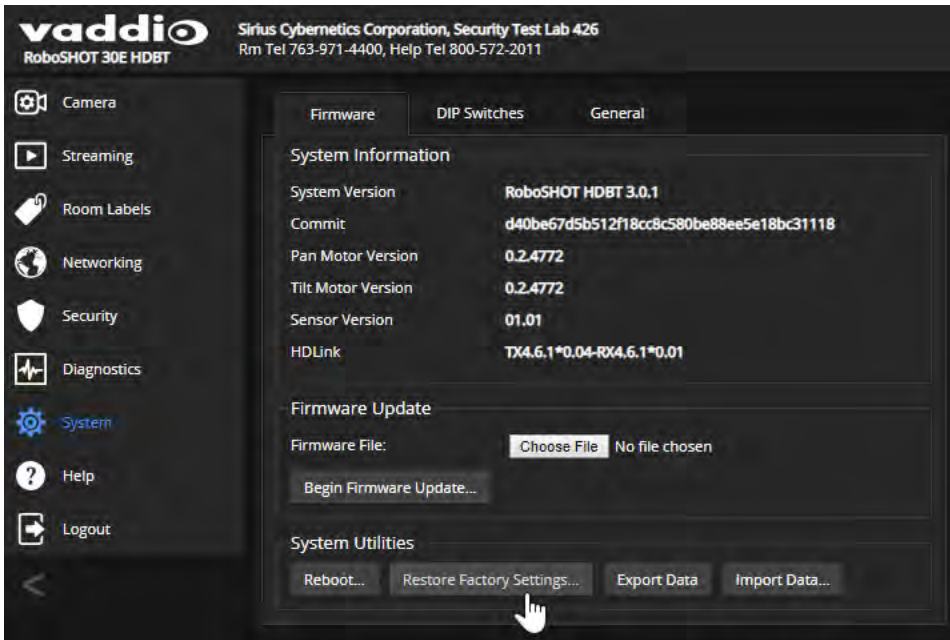 vaddio
RoboSHOT 30E HDBT
Sirius Cybernetics Corporation, Security Test Lab 426
Rm Tel 763-971-4400, Help Tel 800-572-2011
Camera
Streaming
Room Labels
Networking
Security
Diagnostics
System
Help
Logout
Firmware DIP Switches General
System Information
System Version RoboSHOT HDBT 3.0.1
Commit d40be67d5b512f18cc8c580be88ee5e18bc31118
Pan Motor Version 0.2.4772
Tilt Motor Version 0.2.4772
Sensor Version 01.01
HDLink TX4.6.1*0.04-RX4.6.1*0.01
Firmware Update
Firmware File: Choose File No file chosen
Begin Firmware Update...
System Utilities
Reboot... Restore Factory Settings... Export Data Import Data...